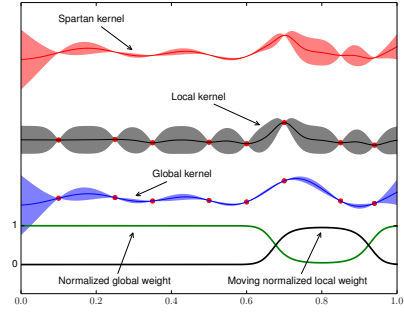 Spartan kernel
Local kernel
Global kernel
1
0
Normalized global weight
Moving normalized local weight
0.0 0.2 0.4 0.6 0.8 1.0